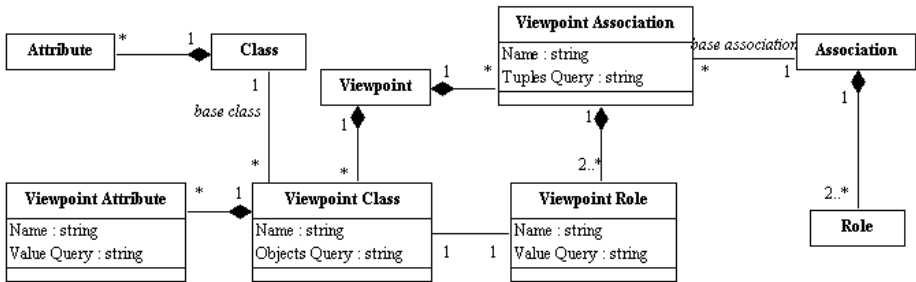 Viewpoint Association
Attribute * 1 Class
Name : string
Tuples Query : string
base association
* 1
Association
1
base class
Viewpoint
1 *
1
1
1
* * 2..*
2..*
Viewpoint Attribute
* 1
Viewpoint Class
Viewpoint Role
Role
Name : string
Value Query : string
Name : string
Objects Query : string
1 1
Name : string
Value Query : string